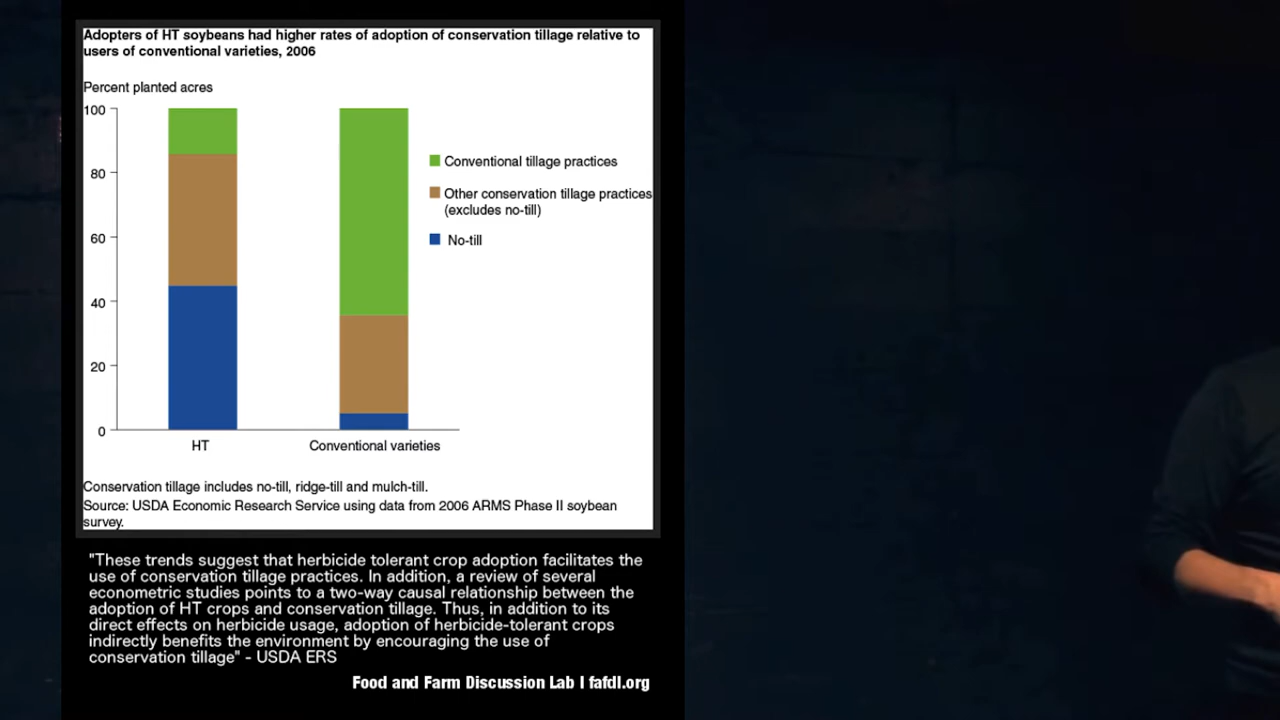 Adopters of HT soybeans had higher rates of adoption of conservation tillage relative to
users of conventional varieties, 2006
Percent planted acres
100
80
60
40
20
0
Conventional tillage practices
Other conservation tillage practices
(excludes no-till)
No-till
HT
Conventional varieties
Conservation tillage includes no-till, ridge-till and mulch-till.
Source: USDA Economic Research Service using data from 2006 ARMS Phase II soybean
survey.
"These trends suggest that herbicide tolerant crop adoption facilitates the
use of conservation tillage practices. In addition, a review of several
econometric studies points to a two-way causal relationship between the
adoption of HT crops and conservation tillage. Thus, in addition to its
direct effects on herbicide usage, adoption of herbicide-tolerant crops
indirectly benefits the environment by encouraging the use of
conservation tillage" - USDA ERS
Food and Farm Discussion Lab | fafdl.org